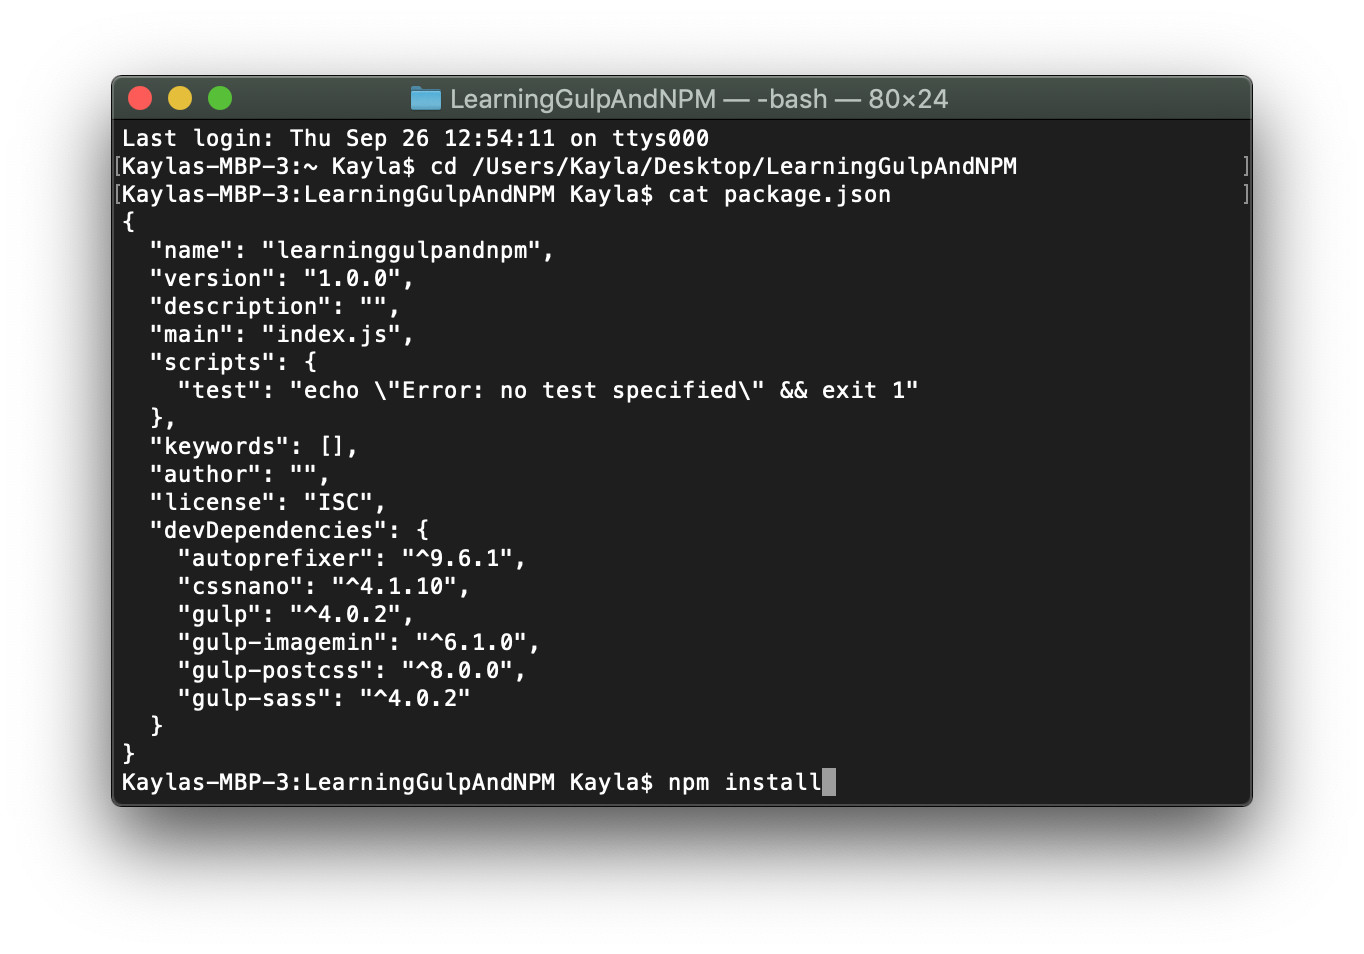 LearningGulpAndNPM — -bash — 80×24
Last login: Thu Sep 26 12:54:11 on ttys000
[Kaylas-MBP-3:~ Kayla$ cd /Users/Kayla/Desktop/LearningGulpAndNPM ]
[Kaylas-MBP-3:LearningGulpAndNPM Kayla$ cat package.json ]
{
  "name": "learninggulpandnpm",
  "version": "1.0.0",
  "description": "",
  "main": "index.js",
  "scripts": {
    "test": "echo \"Error: no test specified\" && exit 1"
  },
  "keywords": [],
  "author": "",
  "license": "ISC",
  "devDependencies": {
    "autoprefixer": "^9.6.1",
    "cssnano": "^4.1.10",
    "gulp": "^4.0.2",
    "gulp-imagemin": "^6.1.0",
    "gulp-postcss": "^8.0.0",
    "gulp-sass": "^4.0.2"
  }
}
Kaylas-MBP-3:LearningGulpAndNPM Kayla$ npm install